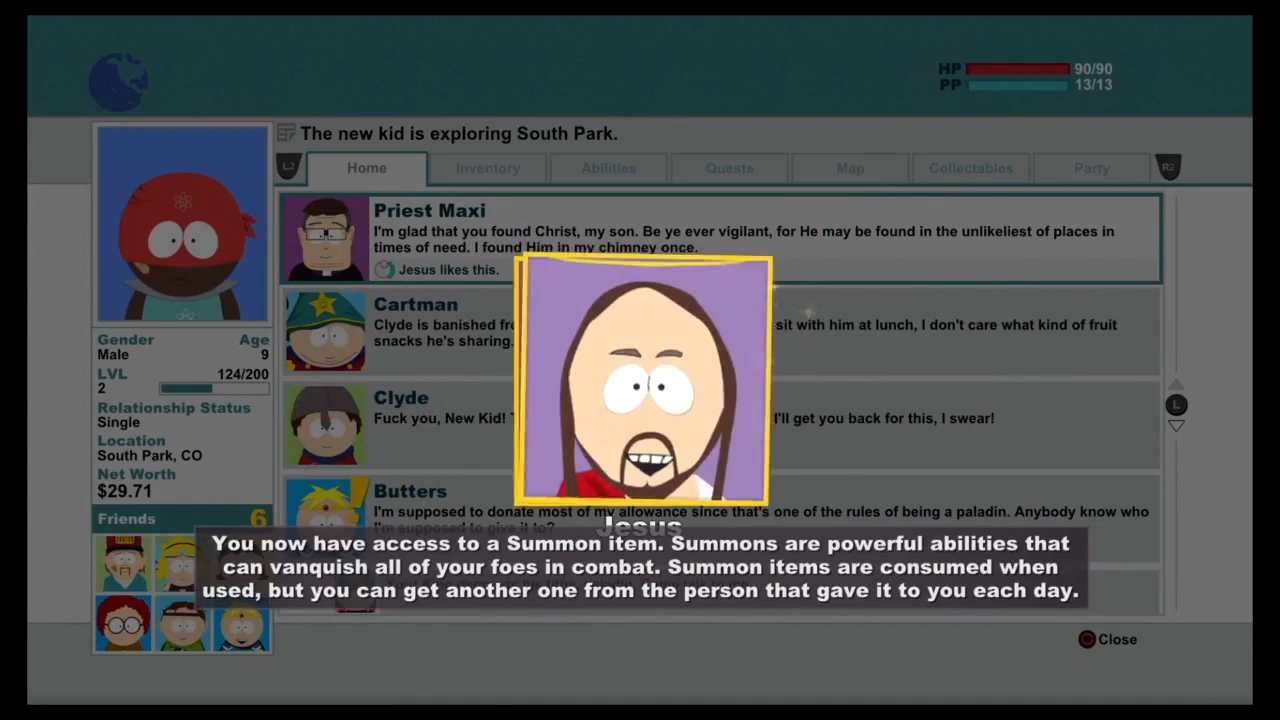 HP 90/90
PP 13/13
The new kid is exploring South Park.
L2 Home Inventory Abilities Quests Map Collectables Party R2
Priest Maxi
I'm glad that you found Christ, my son. Be ye ever vigilant, for He may be found in the unlikeliest of places in
times of need. I found Him in my chimney once.
Jesus likes this.
Cartman
Clyde is banished sit with him at lunch, I don't care what kind of fruit
snacks he's sharing.
Clyde
Fuck you, New Kid! I'll get you back for this, I swear!
Butters
I'm supposed to donate most of my allowance since that's one of the rules of being a paladin. Anybody know who
I'm supposed to give it to?
Gender Age
Male 9
LVL 124/200
2
Relationship Status
Single
Location
South Park, CO
Net Worth
$29.71
Friends 6
Jesus
You now have access to a Summon item. Summons are powerful abilities that
can vanquish all of your foes in combat. Summon items are consumed when
used, but you can get another one from the person that gave it to you each day.
L
Close